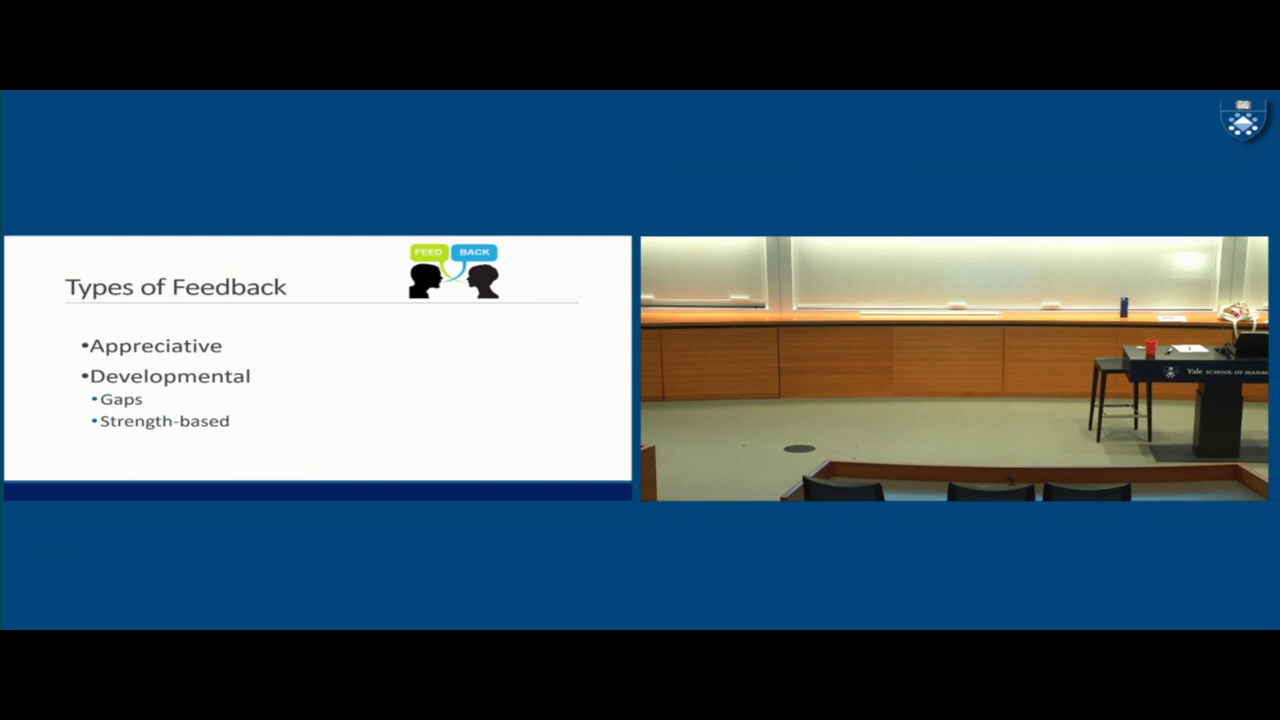 FEED BACK
Types of Feedback
•Appreciative
•Developmental
•Gaps
•Strength-based
Yale SCHOOL OF MANAG